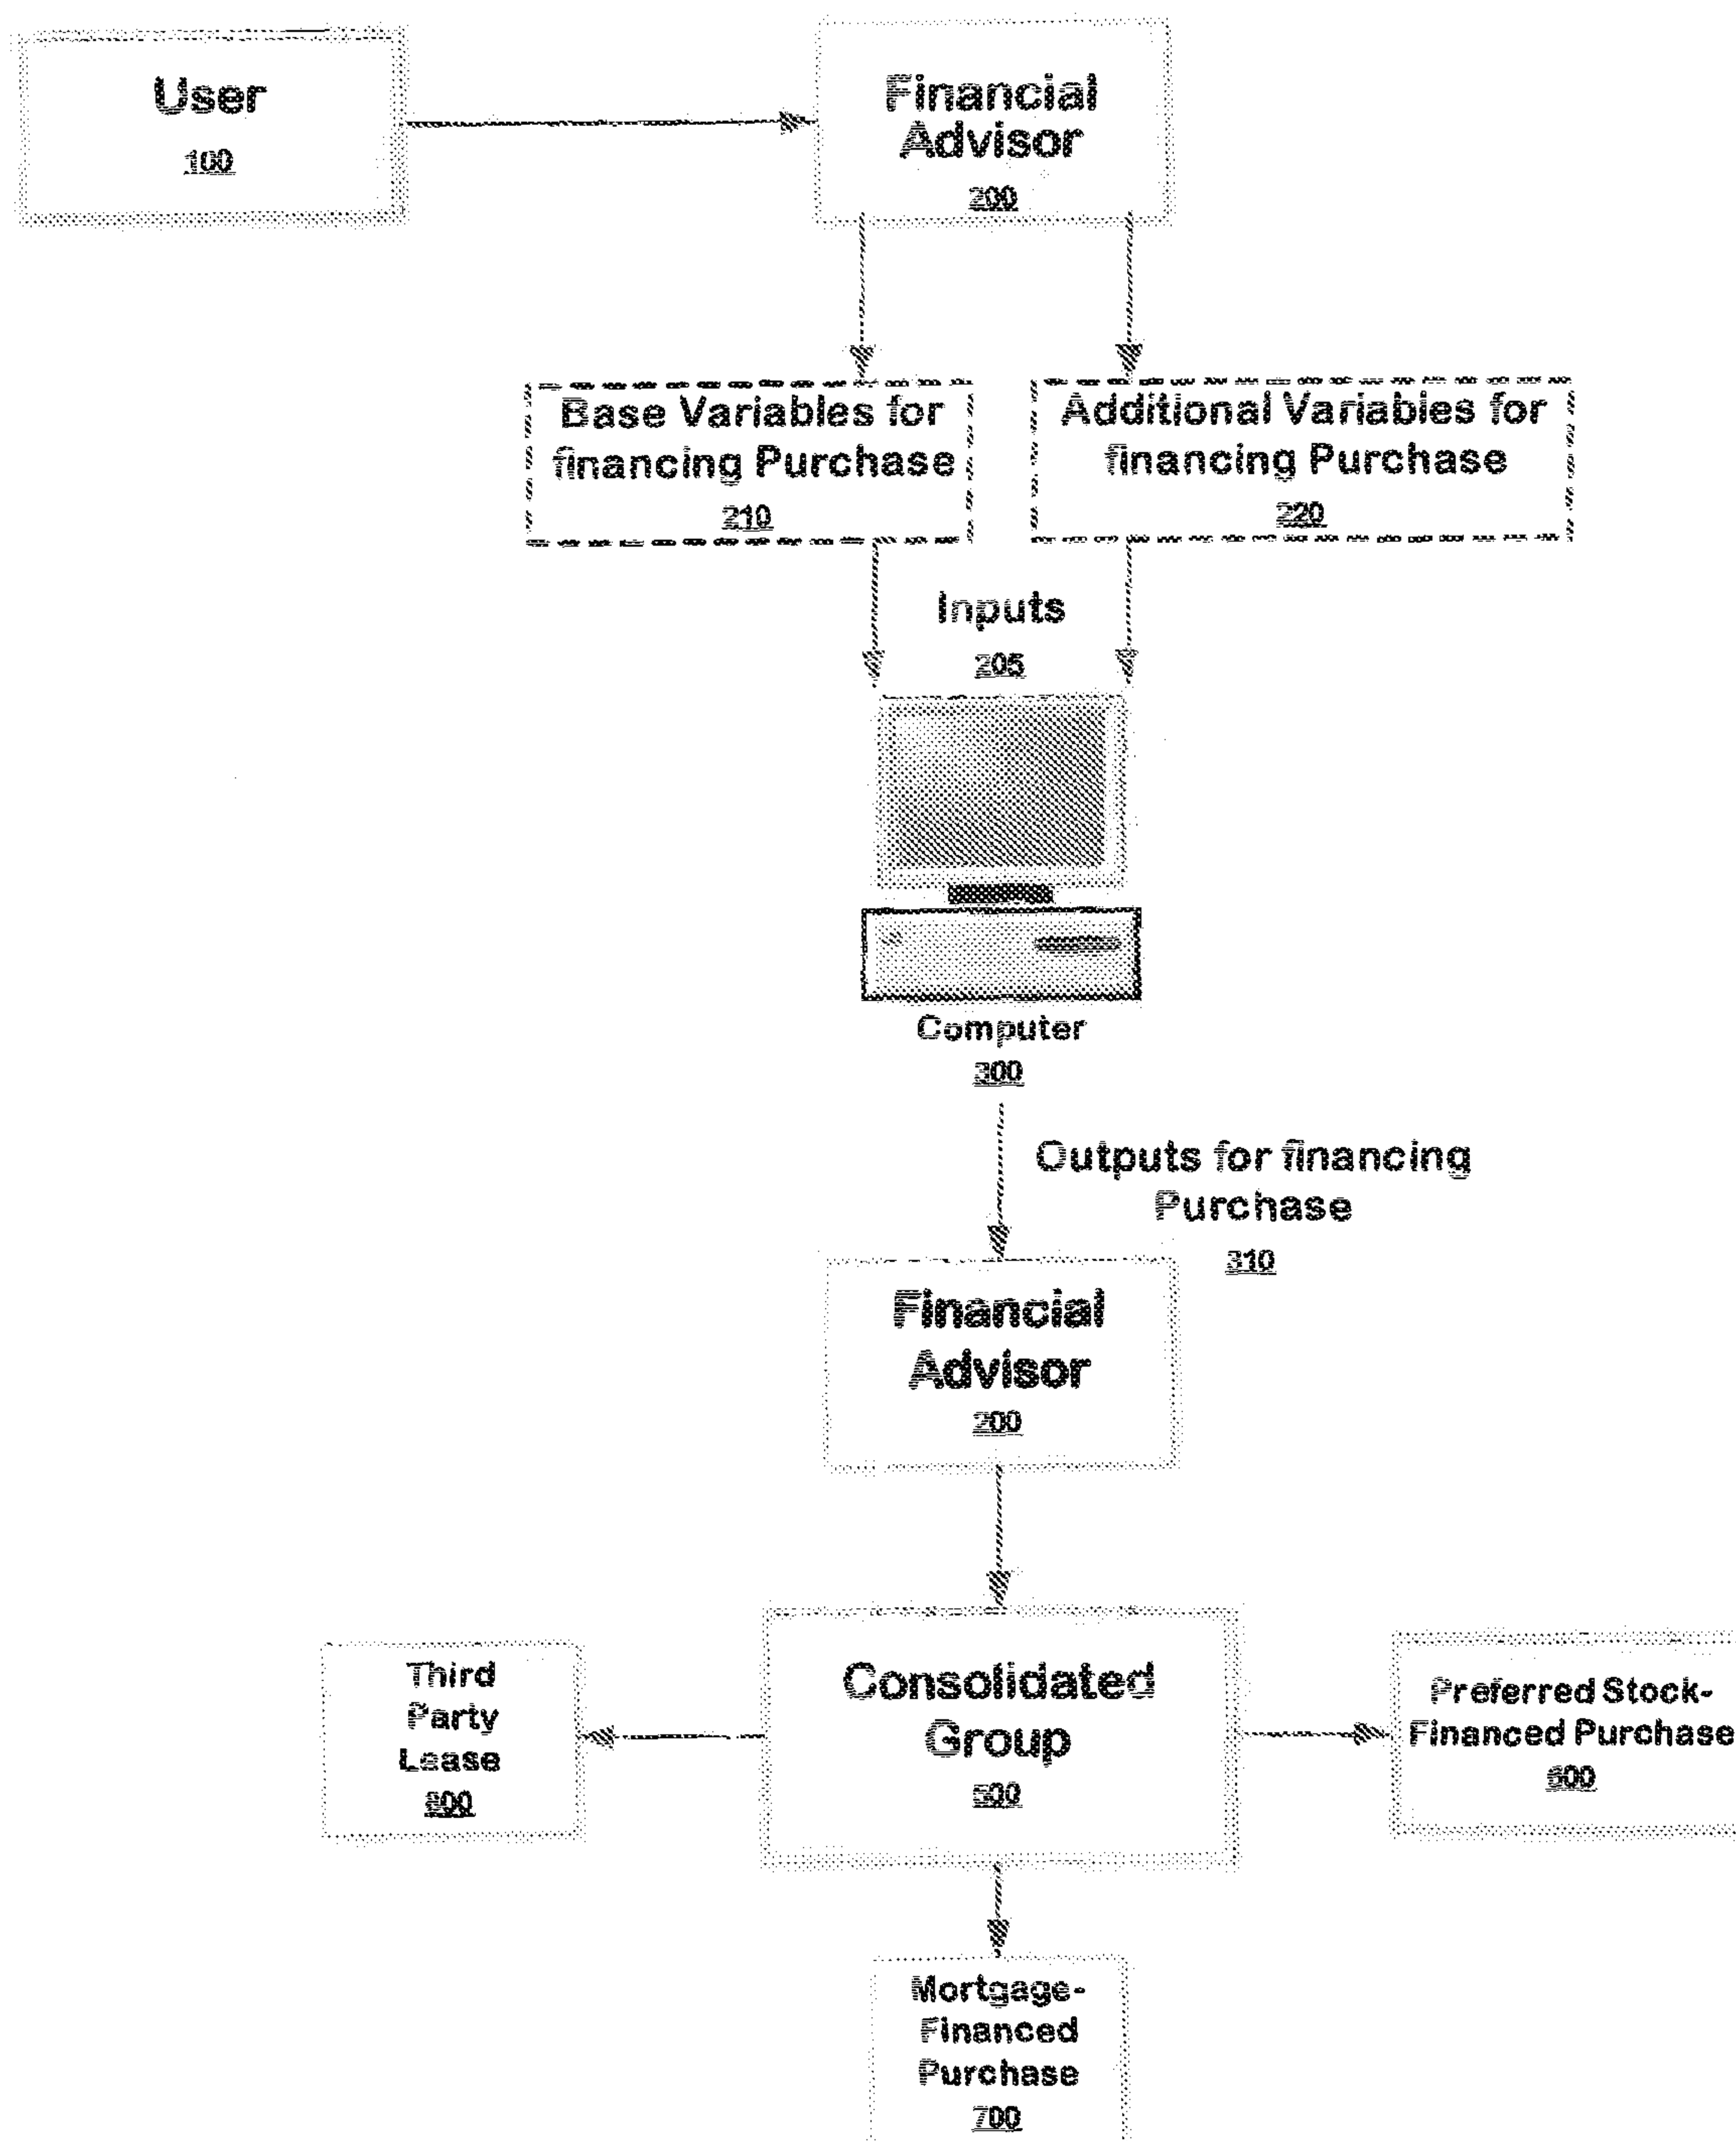 User
100
Financial
Advisor
200
Base Variables for
financing Purchase
210
Additional Variables for
financing Purchase
220
Inputs
205
Computer
300
Outputs for financing
Purchase
310
Financial
Advisor
200
Third
Party
Lease
800
Consolidated
Group
500
Preferred Stock-
Financed Purchase
600
Mortgage-
Financed
Purchase
700